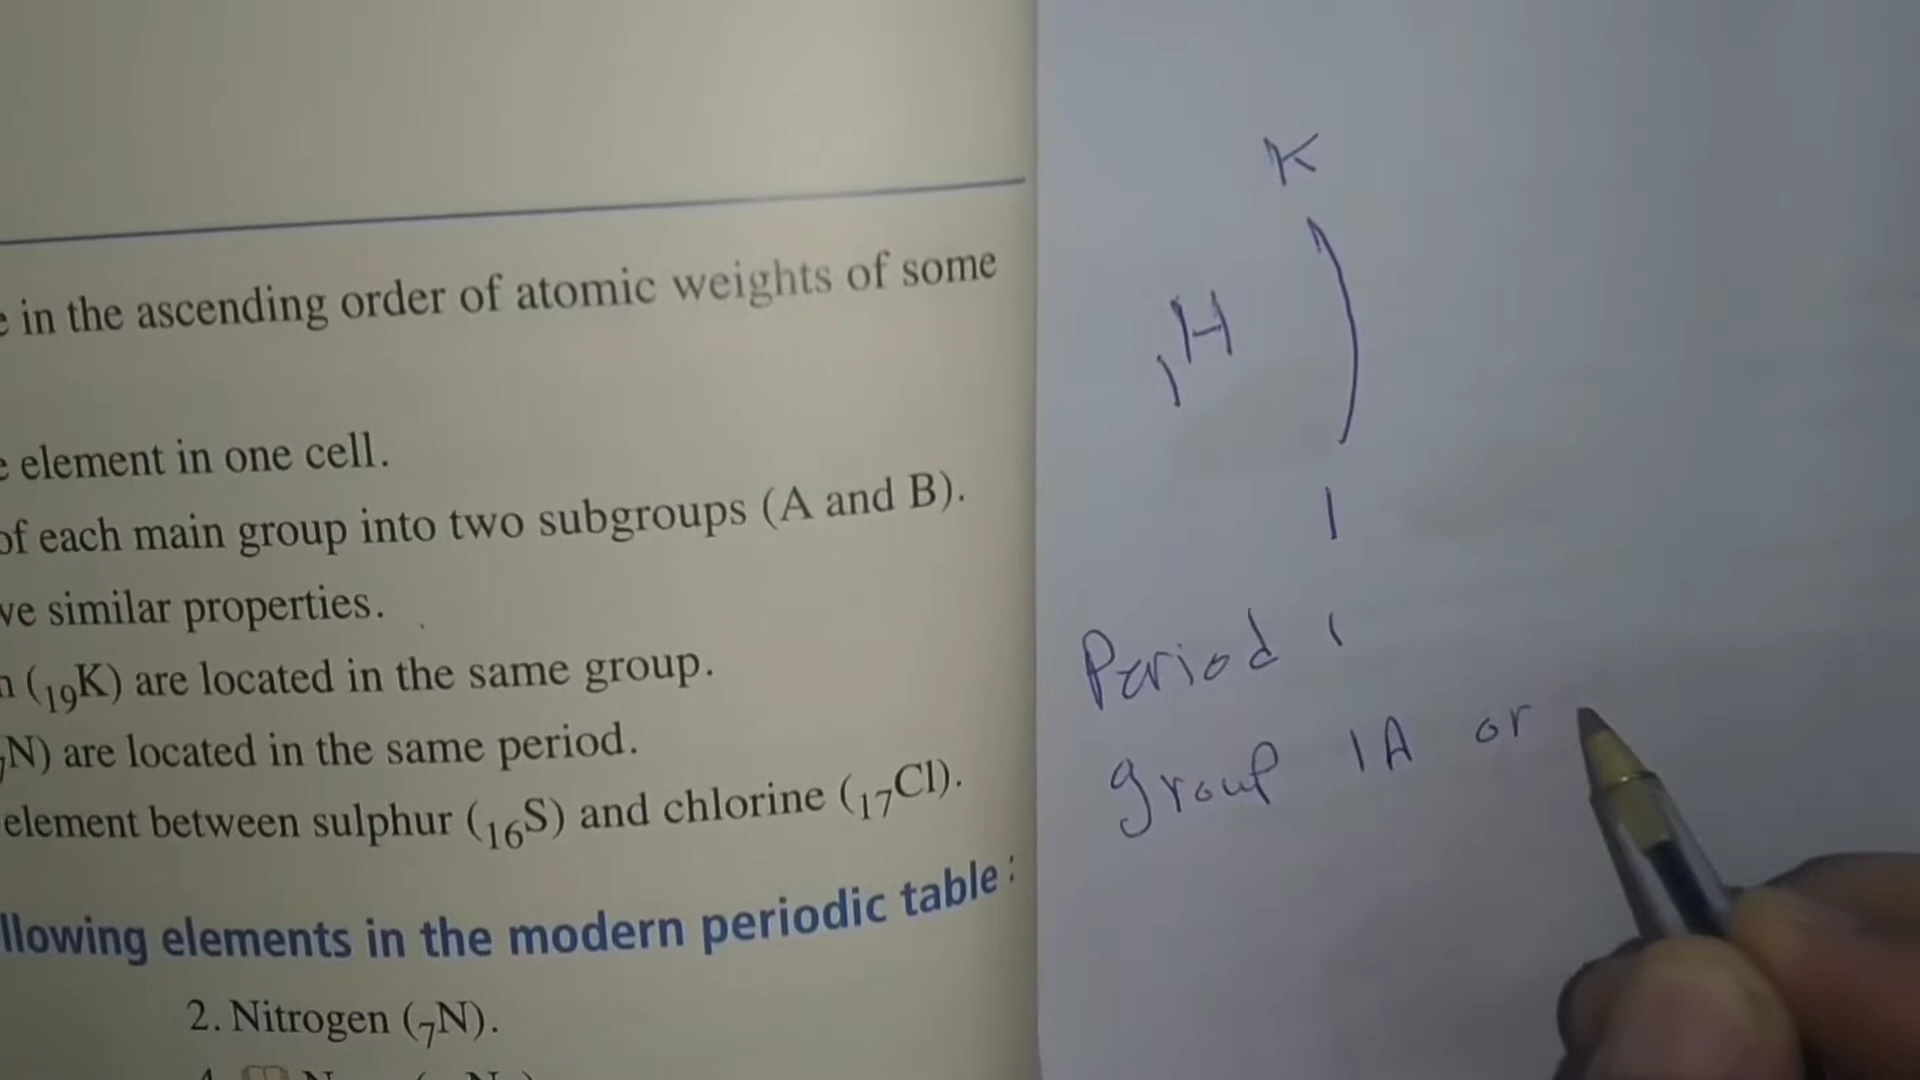 in the ascending order of atomic weights of some
element in one cell.
of each main group into two subgroups (A and B).
ve similar properties.
(₁₉K) are located in the same group.
N) are located in the same period.
element between sulphur (₁₆S) and chlorine (₁₇Cl).
llowing elements in the modern periodic table:
2. Nitrogen (₇N).
K
₁H
1
Period 1
group 1A or